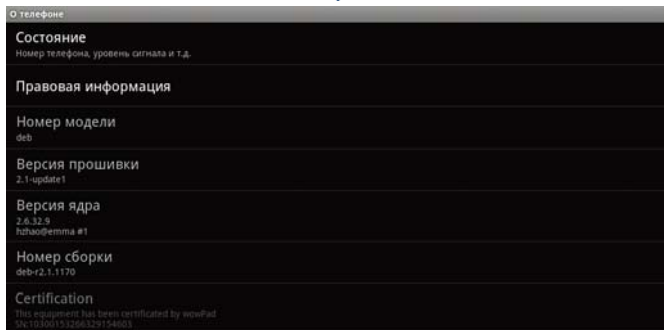 О телефоне
Состояние
Номер телефона, уровень сигнала и т.д.
Правовая информация
Номер модели
deb
Версия прошивки
2.1-update1
Версия ядра
2.6.32.9
hzhao@emma #1
Номер сборки
deb-r2.1.1170
Certification
This equipment has been certificated by wowPad
SN:10300153266329154603